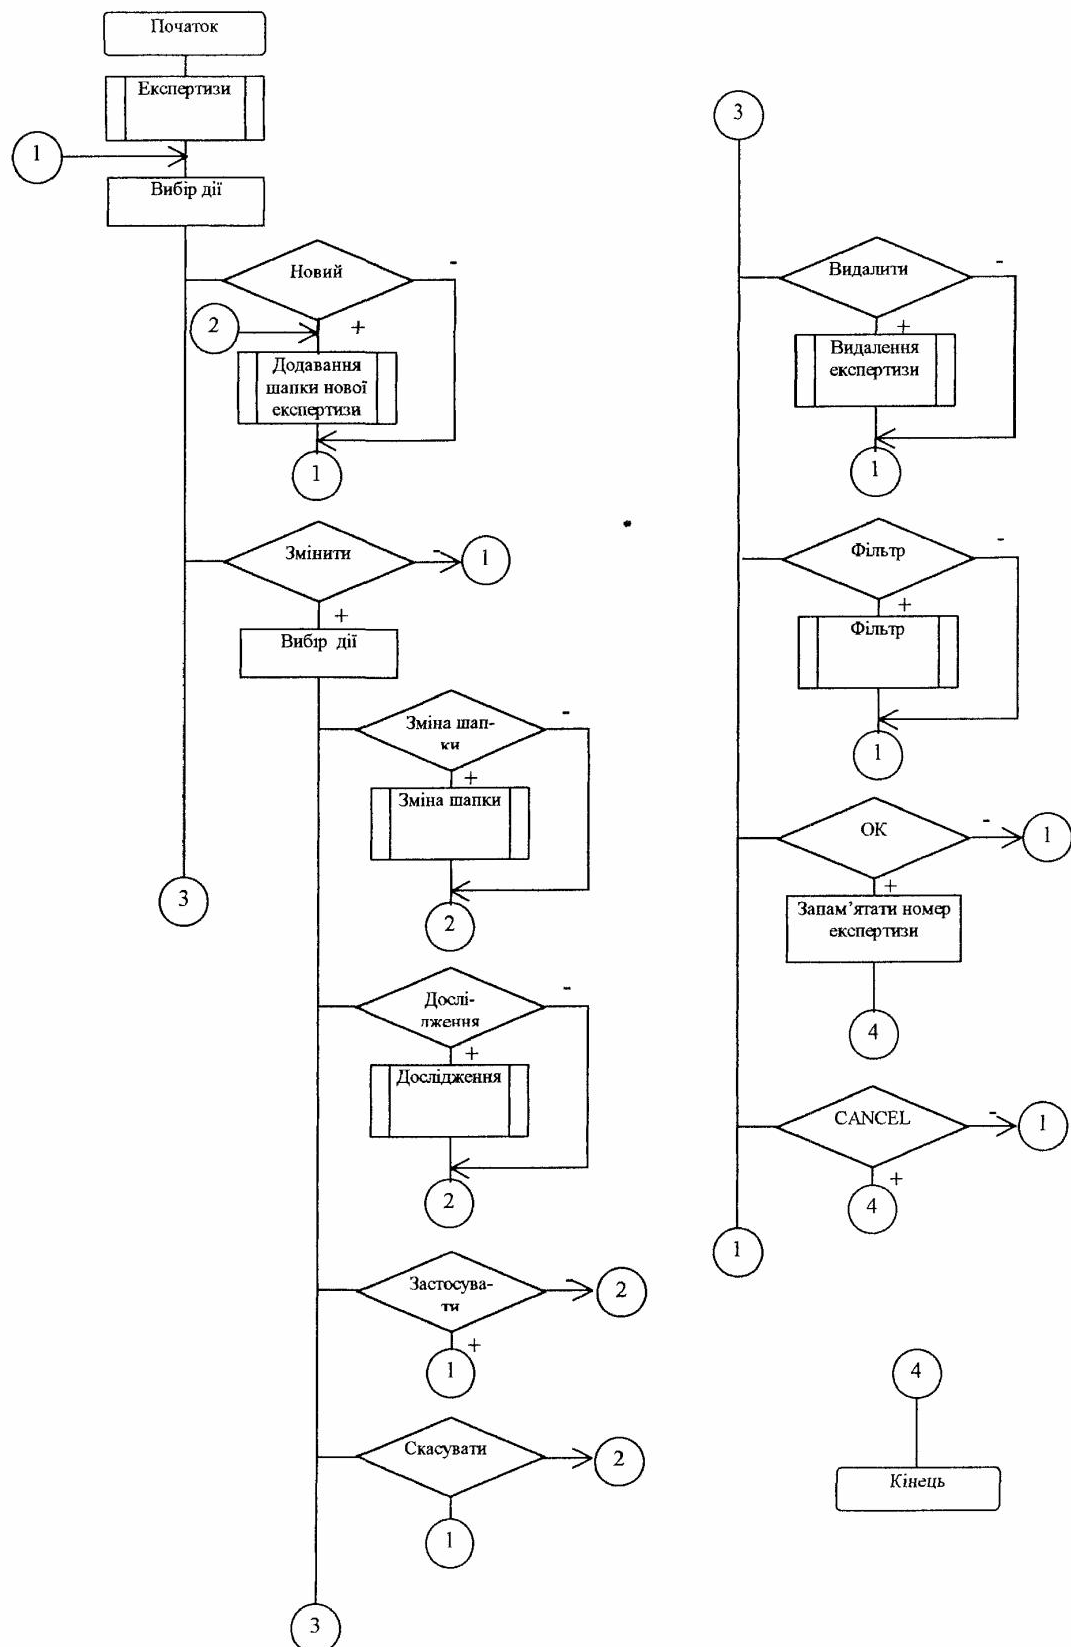 Початок
Експертизи
1
Вибір дії
Новий
-
2
+
Додавання
шапки нової
експертизи
1
Змінити
-
1
+
Вибір дії
Зміна шап-
ки
-
+
Зміна шапки
3
2
Дослі-
дження
-
+
Дослідження
2
Застосува-
ти
-
2
+
1
Скасувати
-
2
1
3
3
Видалити
-
+
Видалення
експертизи
1
Фільтр
-
+
Фільтр
1
OK
-
1
+
Запам’ятати номер
експертизи
4
CANCEL
-
1
+
4
1
4
Кінець